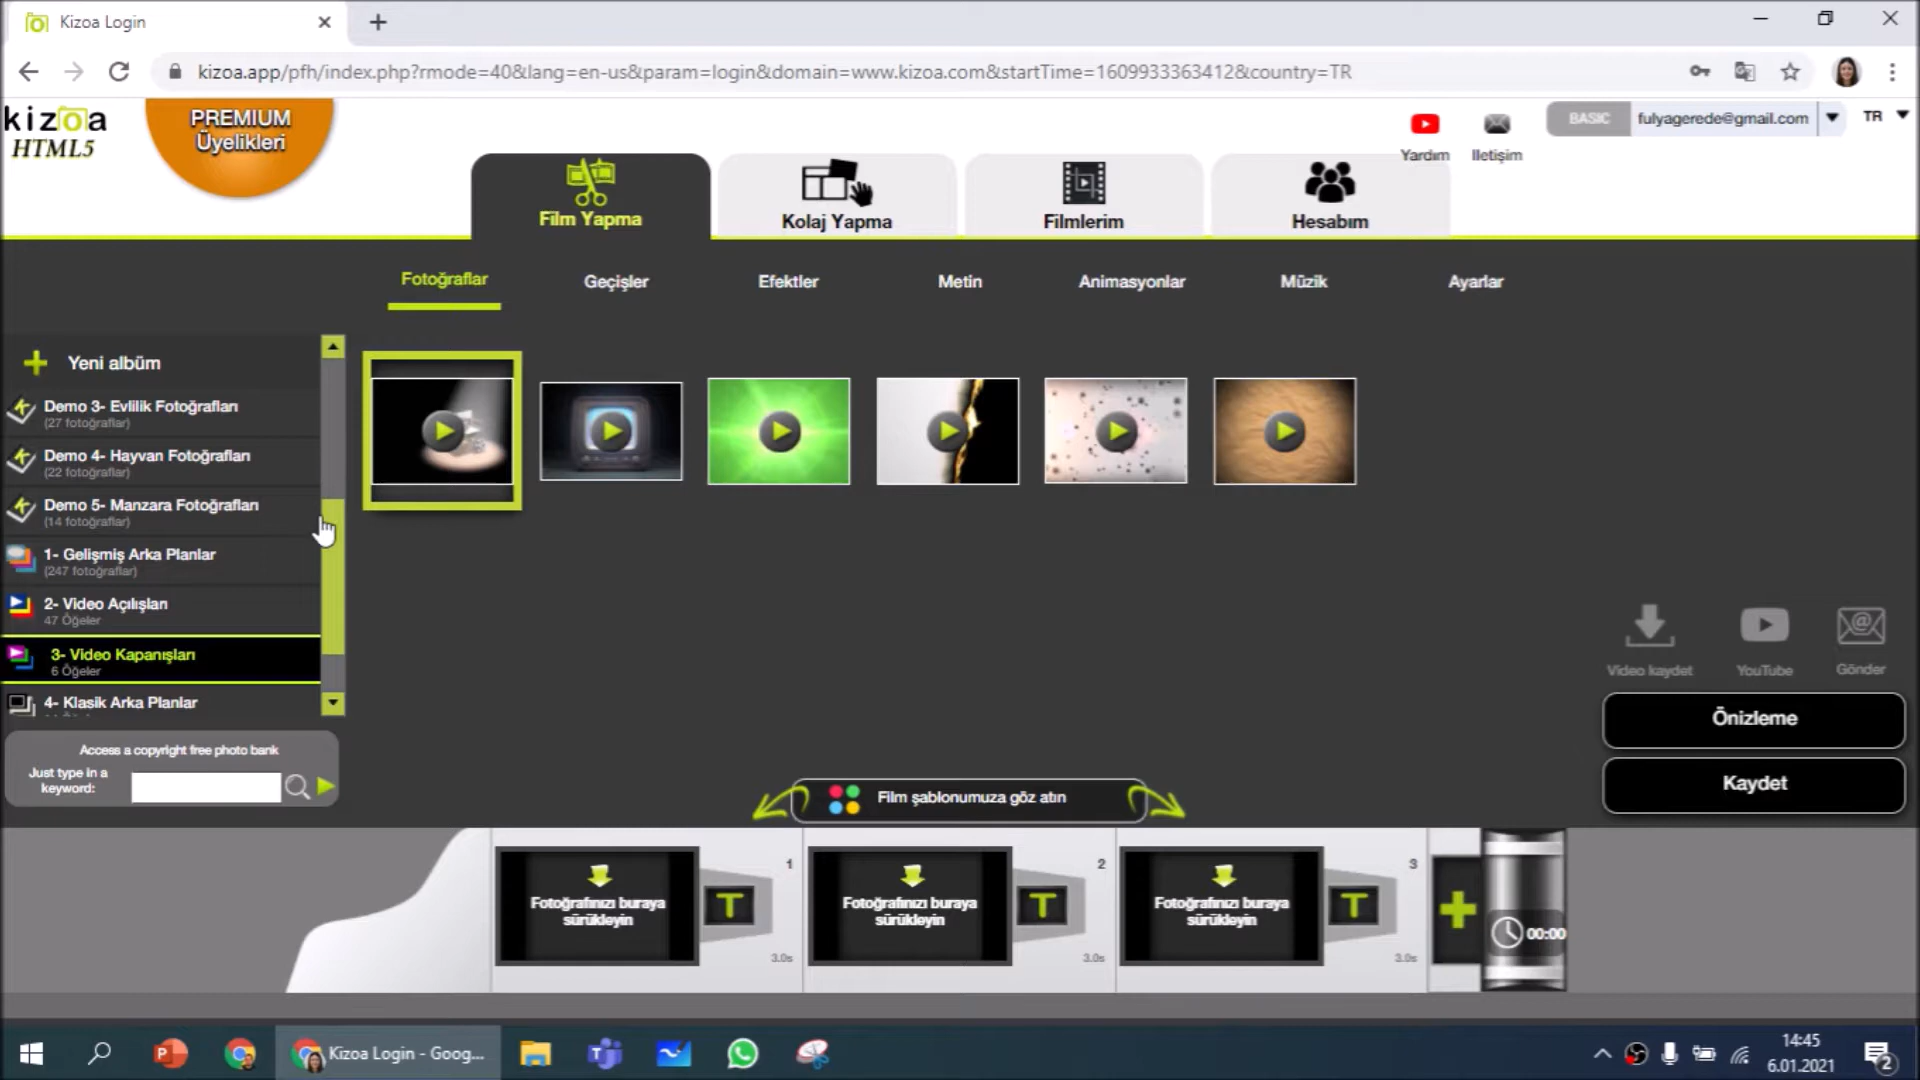 Kizoa Login
kizoa.app/pfh/index.php?rmode=40&lang=en-us&param=login&domain=www.kizoa.com&startTime=1609933363412&country=TR
kizoa
HTML5
PREMIUM
Üyelikleri
Yardım
Iletişim
BASIC
fulyagerede@gmail.com
TR
Film Yapma
Kolaj Yapma
Filmlerim
Hesabım
Fotoğraflar
Geçişler
Efektler
Metin
Animasyonlar
Müzik
Ayarlar
Yeni albüm
Demo 3- Evlilik Fotoğrafları
(27 fotoğraflar)
Demo 4- Hayvan Fotoğrafları
(22 fotoğraflar)
Demo 5- Manzara Fotoğrafları
(14 fotoğraflar)
1- Gelişmiş Arka Planlar
(247 fotoğraflar)
2- Video Açılışları
47 Öğeler
3- Video Kapanışları
6 Öğeler
4- Klasik Arka Planlar
Access a copyright free photo bank
Just type in a
keyword:
Video kaydet
YouTube
Gönder
Önizleme
Kaydet
Film şablonumuza göz atın
1
Fotoğrafınızı buraya
sürükleyin
T
3.0s
2
Fotoğrafınızı buraya
sürükleyin
T
3.0s
3
Fotoğrafınızı buraya
sürükleyin
T
3.0s
00:00
Kizoa Login - Goog...
14:45
6.01.2021
2